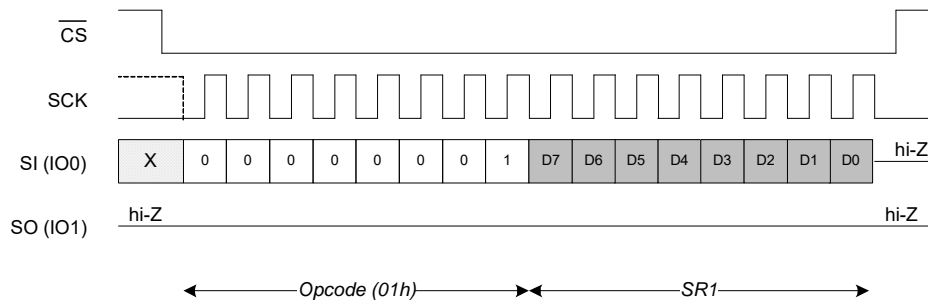 CS
SCK
SI (IO0) X 0 0 0 0 0 0 0 1 D7 D6 D5 D4 D3 D2 D1 D0 hi-Z
SO (IO1) hi-Z hi-Z
Opcode (01h) SR1